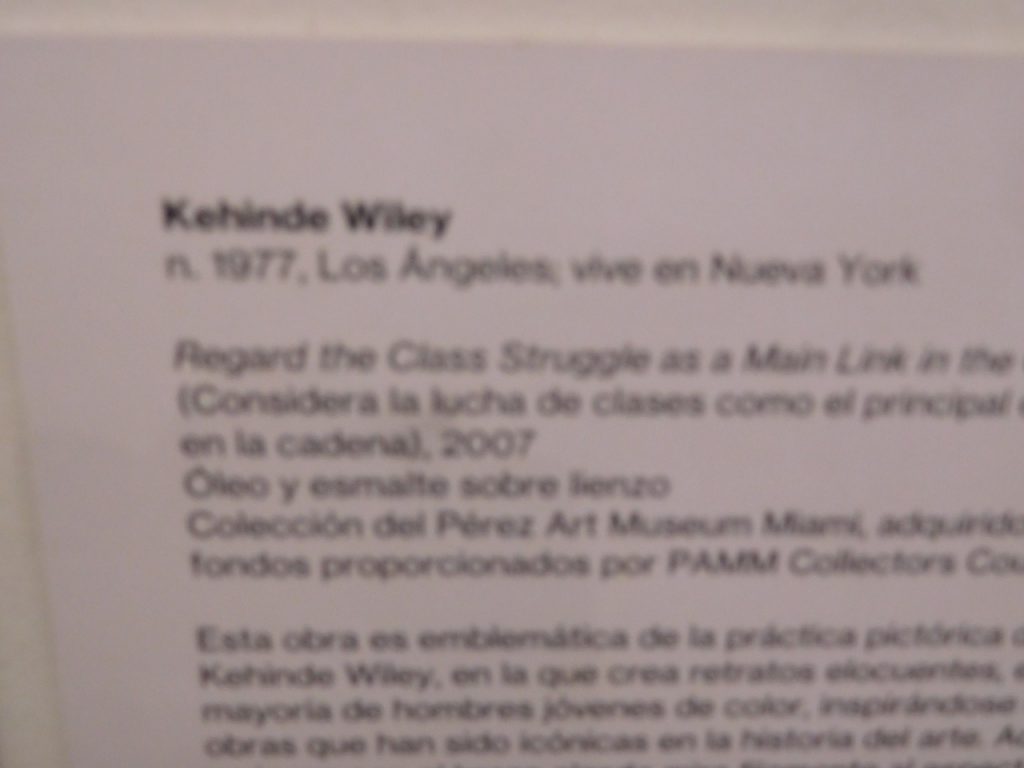 Kehinde Wiley
n. 1977, Los Ángeles; vive en Nueva York
Regard the Class Struggle as a Main Link in the
(Considera la lucha de clases como el principal
en la cadena), 2007
Óleo y esmalte sobre lienzo
Colección del Pérez Art Museum Miami, adquirido
fondos proporcionados por PAMM Collectors
Esta obra es emblemática de la práctica pictórica
Kehinde Wiley, en la que crea retratos elocuentes,
mayoría de hombres jóvenes de color, inspirándose
obras que han sido icónicas en la historia del arte.